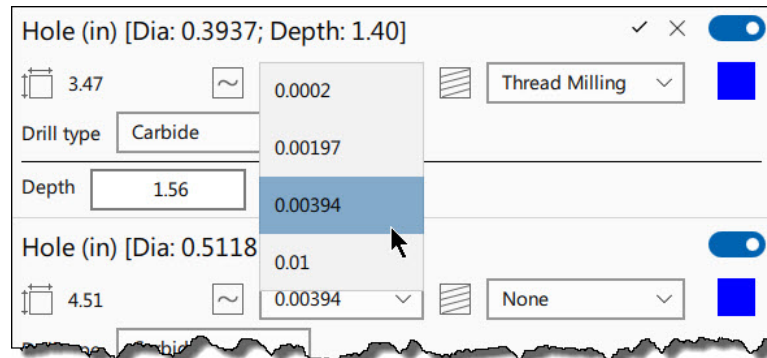 Hole (in) [Dia: 0.3937; Depth: 1.40]
3.47 0.0002 Thread Milling
Drill type Carbide 0.00197
Depth 1.56 0.00394
Hole (in) [Dia: 0.5118 0.01
4.51 0.00394 None